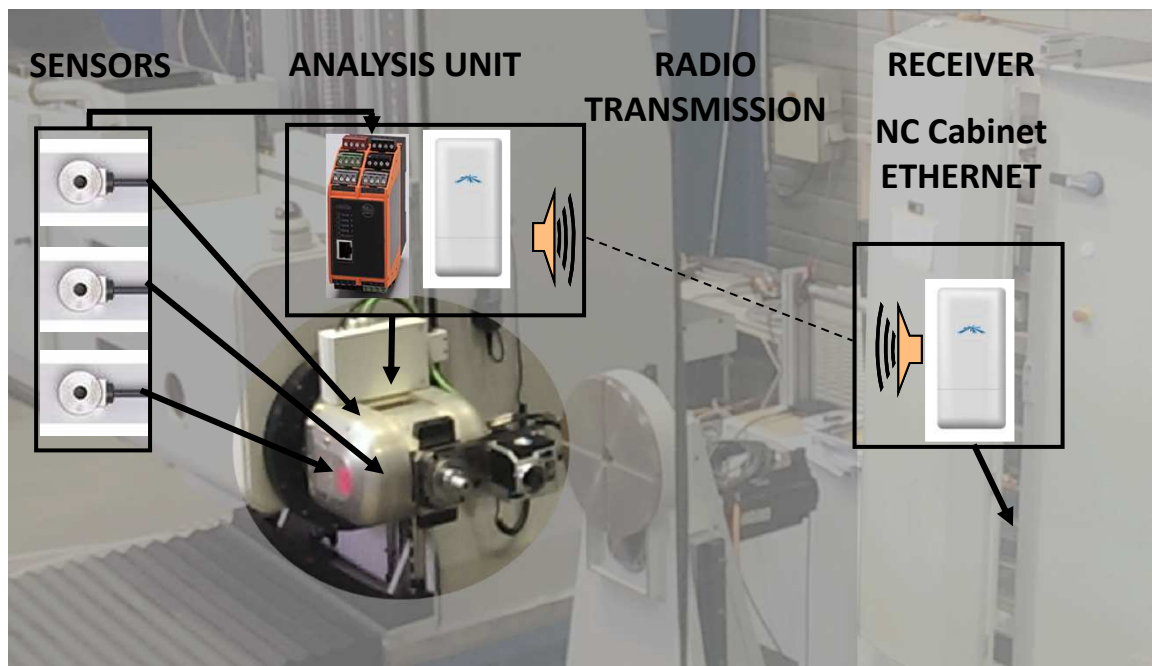 SENSORS
ANALYSIS UNIT
RADIO
TRANSMISSION
RECEIVER
NC Cabinet
ETHERNET